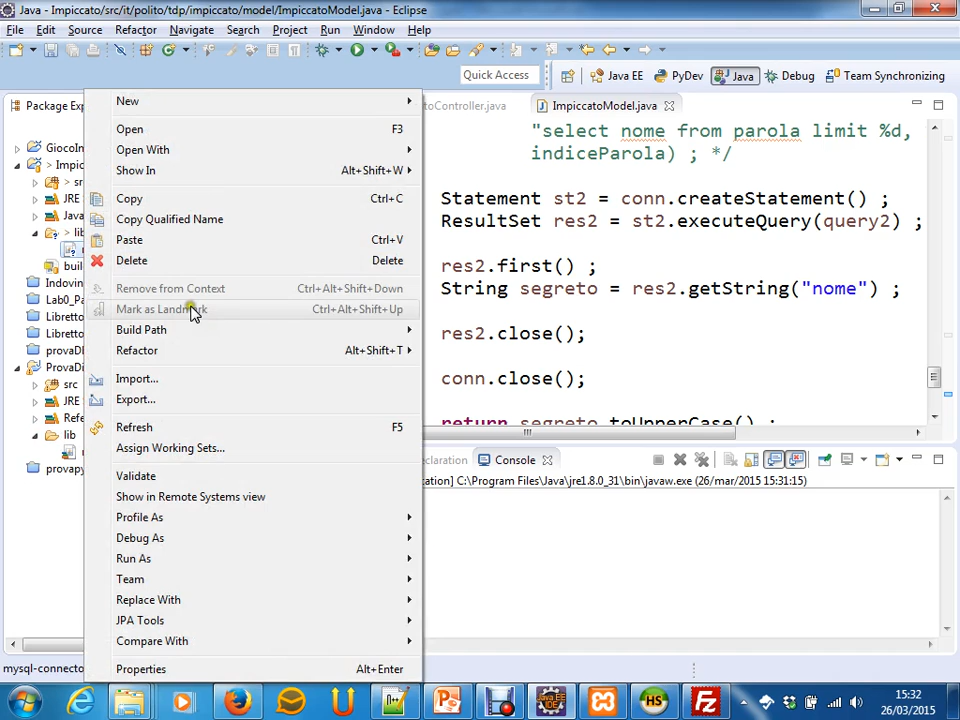 Java - Impiccato/src/it/polito/tdp/impiccato/model/ImpiccatoModel.java - Eclipse
File Edit Source Refactor Navigate Search Project Run Window Help
Quick Access
Java EE
PyDev
Java
Debug
Team Synchronizing
Package Exp
GiocoIn
> Impic
> sr
JRE
Java
> lib
buil
Indovin
Lab0_Pa
Libretto
Libretto
provaDl
ProvaDi
src
JRE
Refe
lib
provapy
New
Open F3
Open With
Show In Alt+Shift+W
Copy Ctrl+C
Copy Qualified Name
Paste Ctrl+V
Delete Delete
Remove from Context Ctrl+Alt+Shift+Down
Mark as Landmark Ctrl+Alt+Shift+Up
Build Path
Refactor Alt+Shift+T
Import...
Export...
Refresh F5
Assign Working Sets...
Validate
Show in Remote Systems view
Profile As
Debug As
Run As
Team
Replace With
JPA Tools
Compare With
Properties Alt+Enter
toController.java
ImpiccatoModel.java
"select nome from parola limit %d,
indiceParola) ; */
Statement st2 = conn.createStatement() ;
ResultSet res2 = st2.executeQuery(query2) ;
res2.first() ;
String segreto = res2.getString("nome") ;
res2.close();
conn.close();
return segreto.toUpperCase() ;
eclaration
Console
ation] C:\Program Files\Java\jre1.8.0_31\bin\javaw.exe (26/mar/2015 15:31:15)
mysql-connecto
15:32
26/03/2015